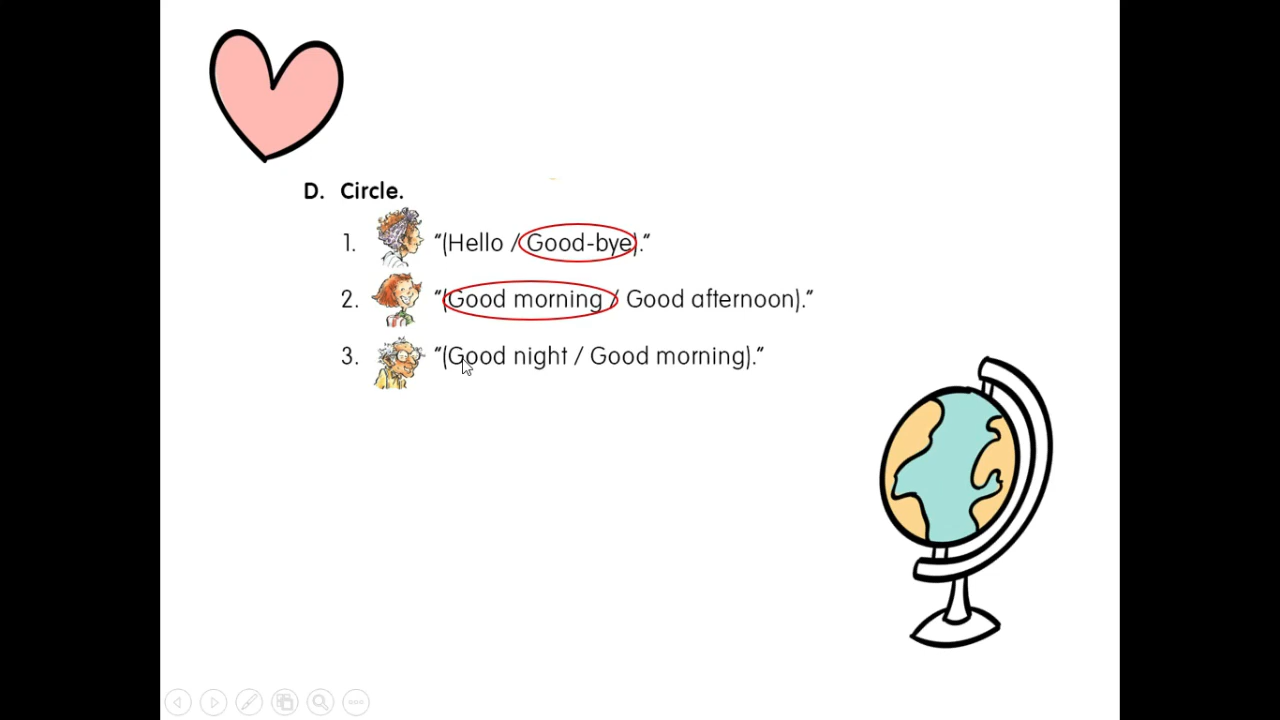 D. Circle.
1. "(Hello / Good-bye)."
2. "(Good morning / Good afternoon)."
3. "(Good night / Good morning)."